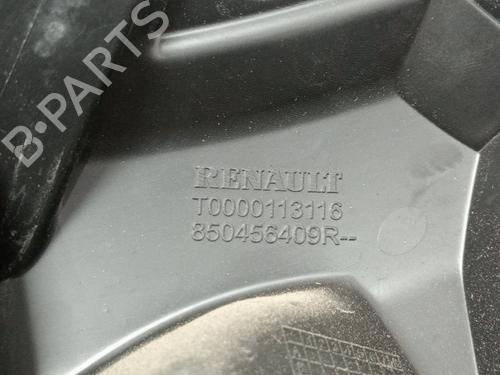 B-PARTS
RENAULT
T0000113116
850456409R--